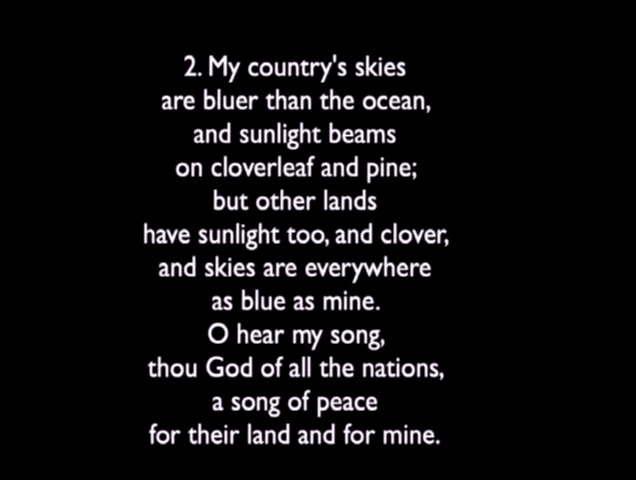 2. My country's skies
are bluer than the ocean,
and sunlight beams
on cloverleaf and pine;
but other lands
have sunlight too, and clover,
and skies are everywhere
as blue as mine.
O hear my song,
thou God of all the nations,
a song of peace
for their land and for mine.